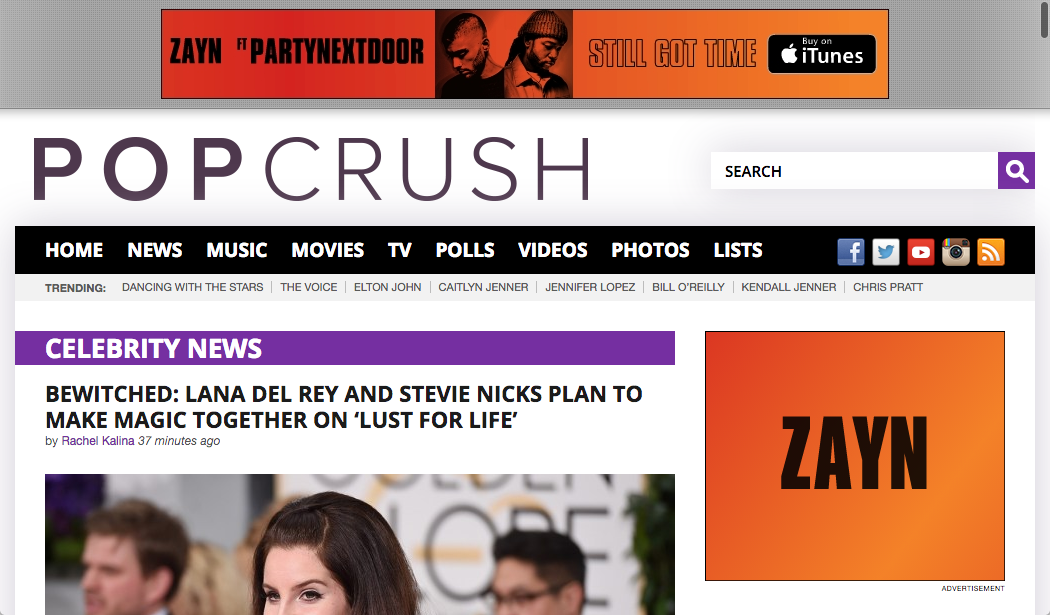 ZAYN FT PARTYNEXTDOOR STILL GOT TIME Buy on iTunes
POPCRUSH
SEARCH
HOME NEWS MUSIC MOVIES TV POLLS VIDEOS PHOTOS LISTS
TRENDING: DANCING WITH THE STARS THE VOICE ELTON JOHN CAITLYN JENNER JENNIFER LOPEZ BILL O'REILLY KENDALL JENNER CHRIS PRATT
CELEBRITY NEWS
BEWITCHED: LANA DEL REY AND STEVIE NICKS PLAN TO
MAKE MAGIC TOGETHER ON ‘LUST FOR LIFE’
by Rachel Kalina 37 minutes ago
ZAYN
ADVERTISEMENT